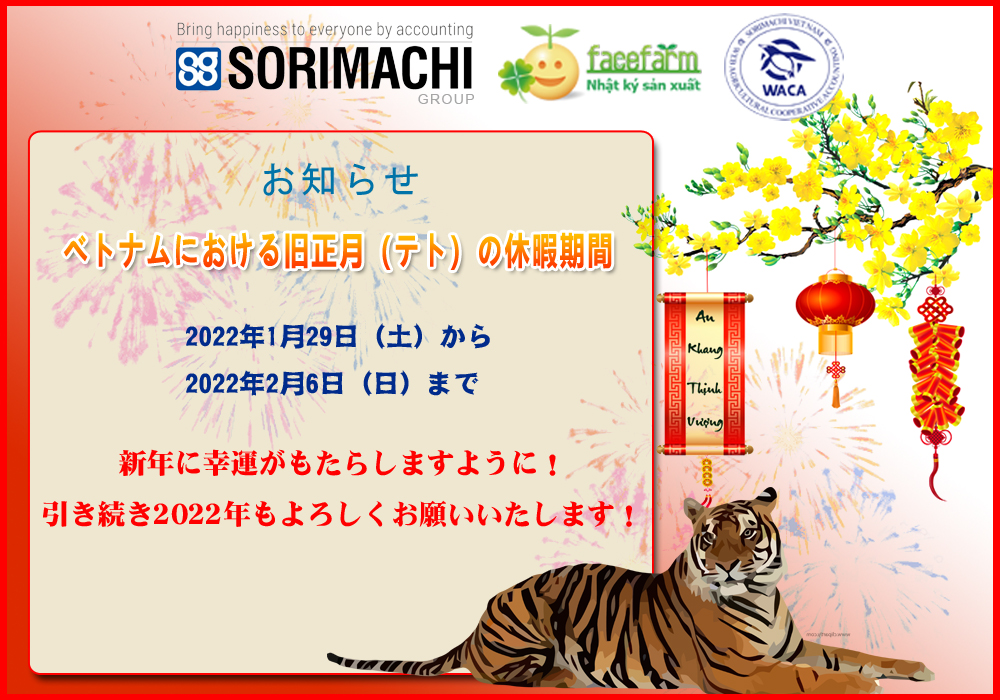 Bring happiness to everyone by accounting
SORIMACHI
GROUP
facefarm
Nhật ký sản xuất
SORIMACHI VIETNAM
WACA
WEB AGRICULTURAL COOPERATIVE ACCOUNTING
お知らせ
ベトナムにおける旧正月（テト）の休暇期間
2022年1月29日（土）から
2022年2月6日（日）まで
新年に幸運がもたらしますように！
引き続き2022年もよろしくお願いいたします！
An
Khang
Thịnh
Vượng